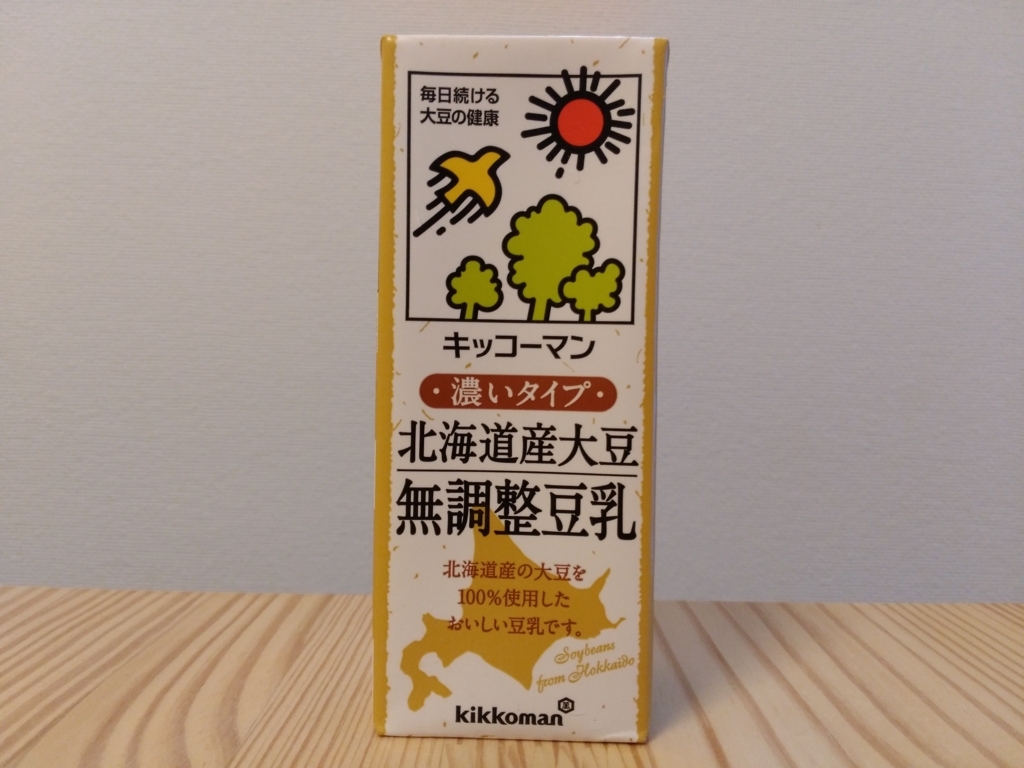 毎日続ける
大豆の健康
キッコーマン
・濃いタイプ・
北海道産大豆
無調整豆乳
北海道産の大豆を
100%使用した
おいしい豆乳です。
Soybeans
from Hokkaido
kikkoman